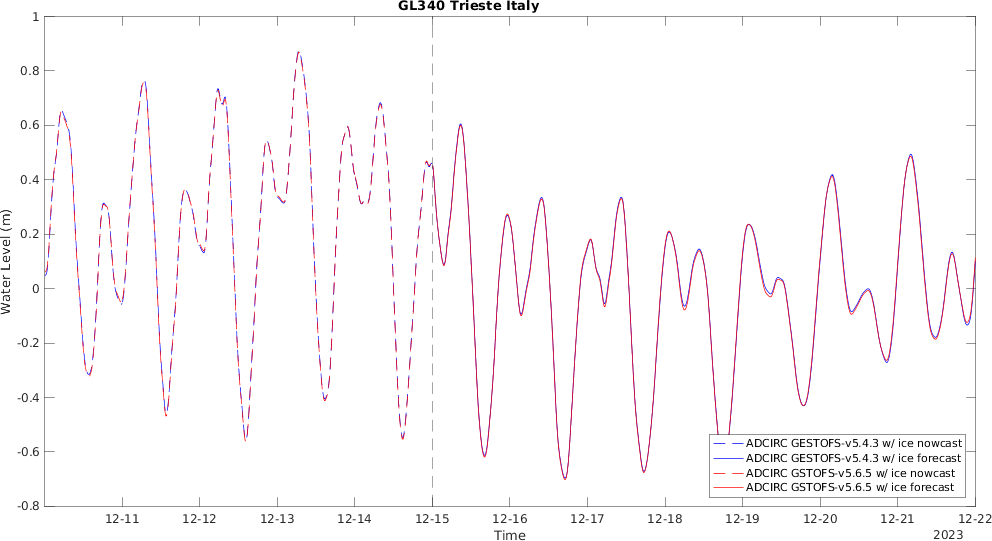 GL340 Trieste Italy
1
0.8
0.6
0.4
0.2
0
-0.2
-0.4
-0.6
-0.8
Water Level (m)
ADCIRC GESTOFS-v5.4.3 w/ ice nowcast
ADCIRC GESTOFS-v5.4.3 w/ ice forecast
ADCIRC GSTOFS-v5.6.5 w/ ice nowcast
ADCIRC GSTOFS-v5.6.5 w/ ice forecast
12-11 12-12 12-13 12-14 12-15 12-16 12-17 12-18 12-19 12-20 12-21 12-22
Time
2023